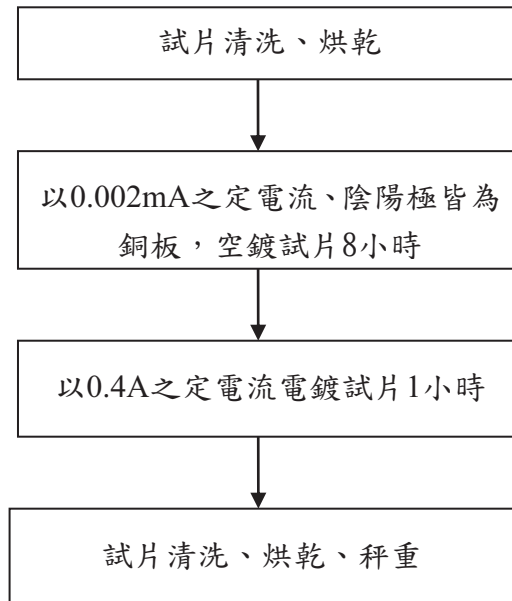 試片清洗、烘乾
以0.002mA之定電流、陰陽極皆為
銅板，空鍍試片8小時
以0.4A之定電流電鍍試片1小時
試片清洗、烘乾、秤重